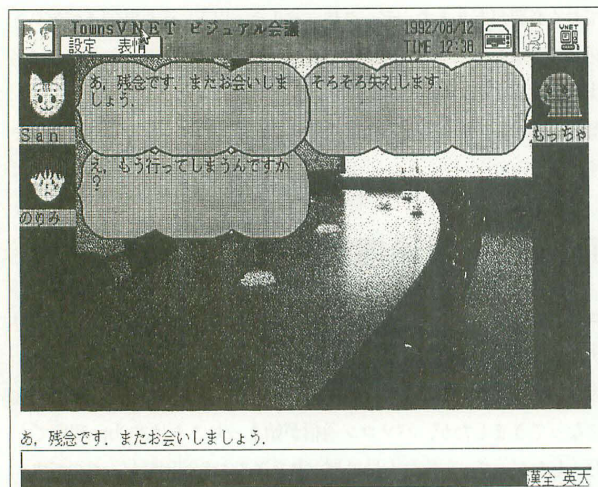 TownsVNET ビジュアル会議
1992/08/12
TIME 12:38
設定 表情
VNET
あ，残念です．またお会いしま
しょう．
そろそろ失礼します．
San
もっちゃ
え，もう行ってしまうんですか
？
のりみ
あ，残念です．またお会いしましょう．
漢全 英大